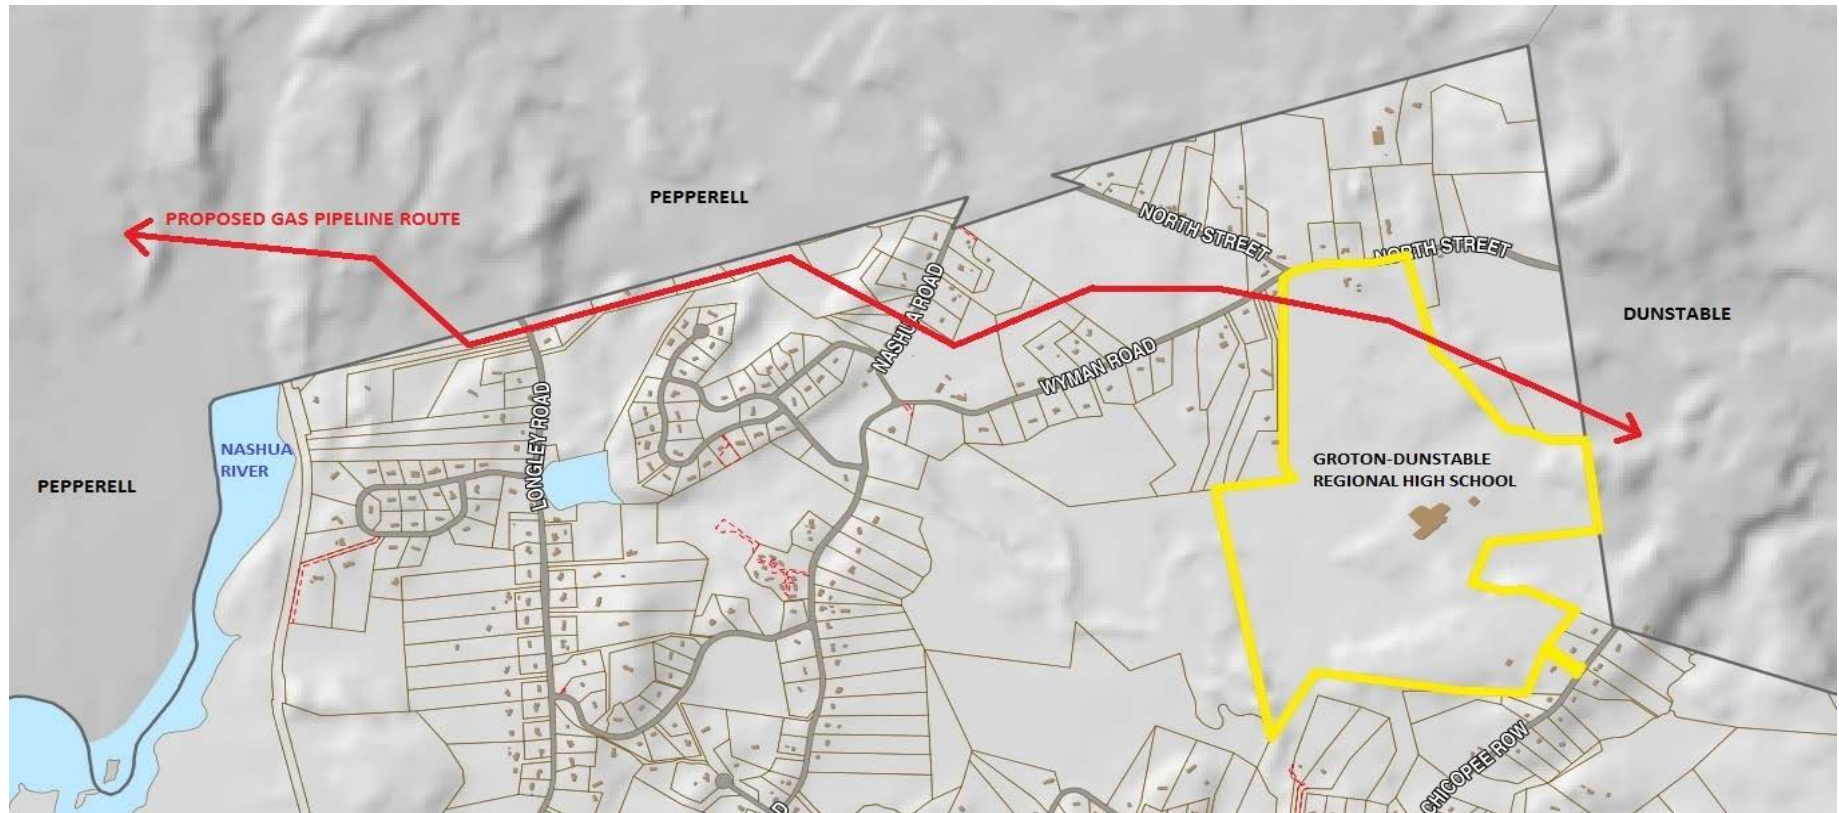 PEPPERELL
PROPOSED GAS PIPELINE ROUTE
NORTH STREET
NORTH STREET
NASHUA ROAD
DUNSTABLE
WYMAN ROAD
LONGLEY ROAD
NASHUA
RIVER
PEPPERELL
GROTON-DUNSTABLE
REGIONAL HIGH SCHOOL
CHICOPEE ROW
D